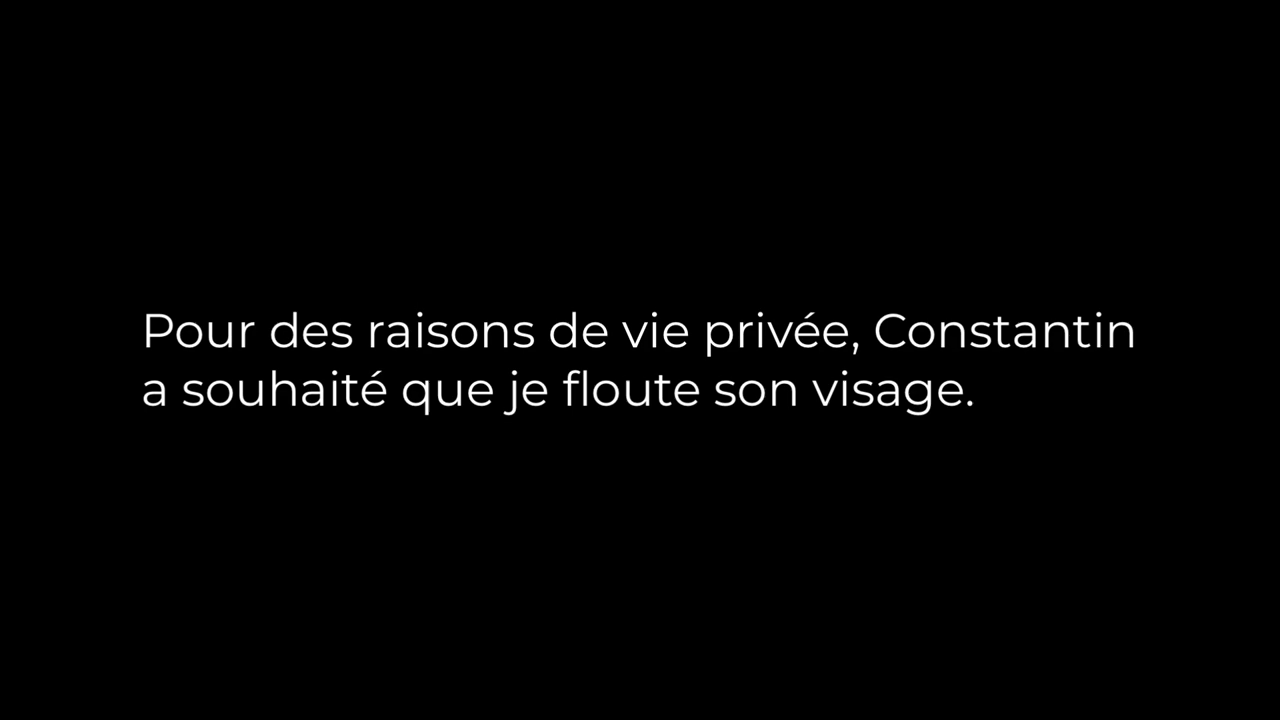 Pour des raisons de vie privée, Constantin
a souhaité que je floute son visage.